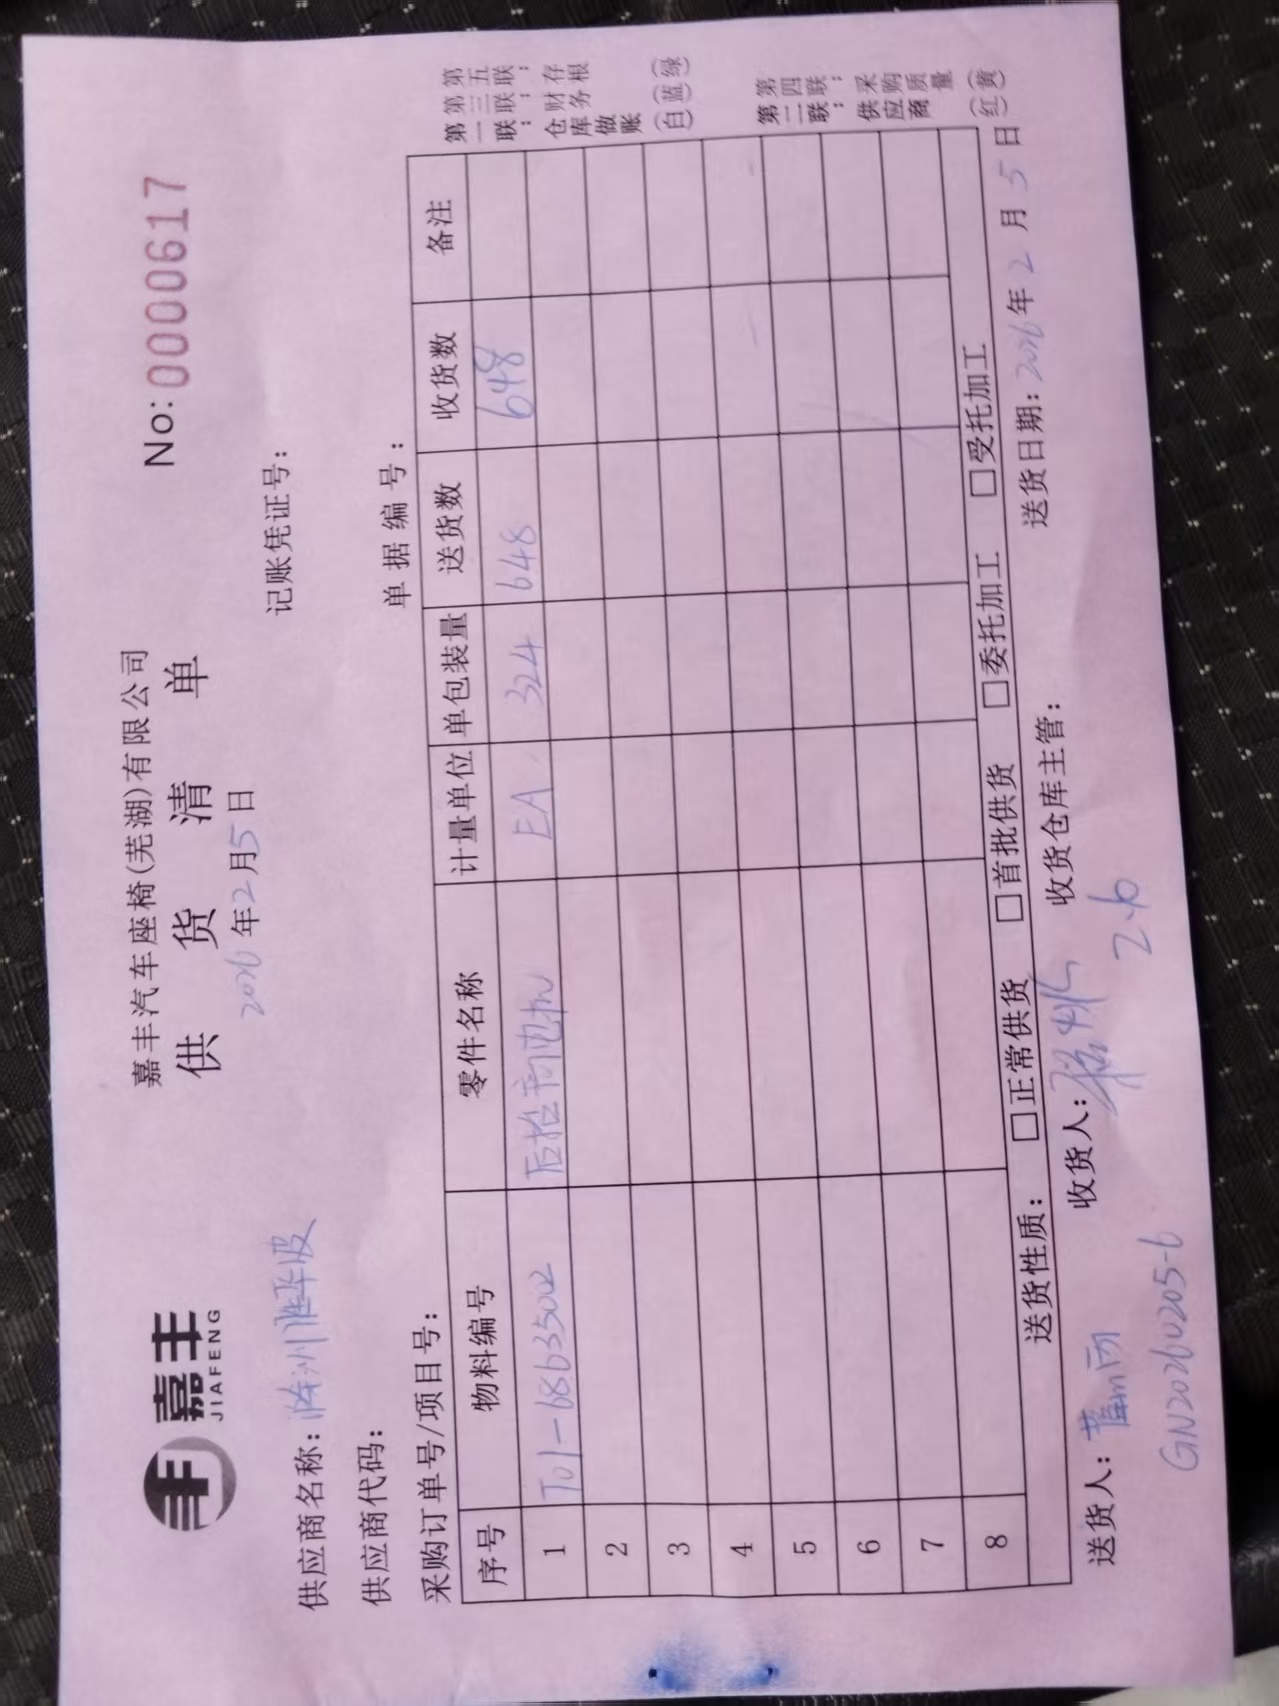 嘉丰
JIAFENG
嘉丰汽车座椅(芜湖)有限公司
No:0000617
供货清单
2026年2月5日
记账凭证号：
供应商名称：滁州
供应商代码：
采购订单号/项目号：
单据编号：
序号 物料编号 零件名称 计量单位 单包装量 送货数 收货数 备注
1 T01-6863500 EA 324 648 648
2
3
4
5
6
7
8
送货性质： □正常供货 □首批供货 □委托加工 □受托加工
送货人： 收货人： 收货仓库主管： 送货日期：2026年2月5日
2.6
GN20260205-6
第一联：仓库做账（白）
第二联：供应商（红）
第三联：财务（蓝）
第四联：采购质量（黄）
第五联：存根（绿）